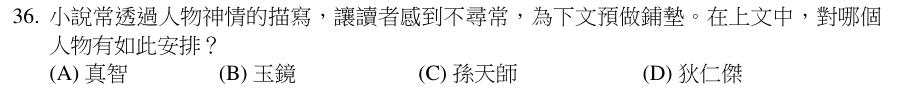 36. 小說常透過人物神情的描寫，讓讀者感到不尋常，為下文預做鋪墊。在上文中，對哪個
人物有如此安排？
(A) 真智 (B) 玉鏡 (C) 孫天師 (D) 狄仁傑